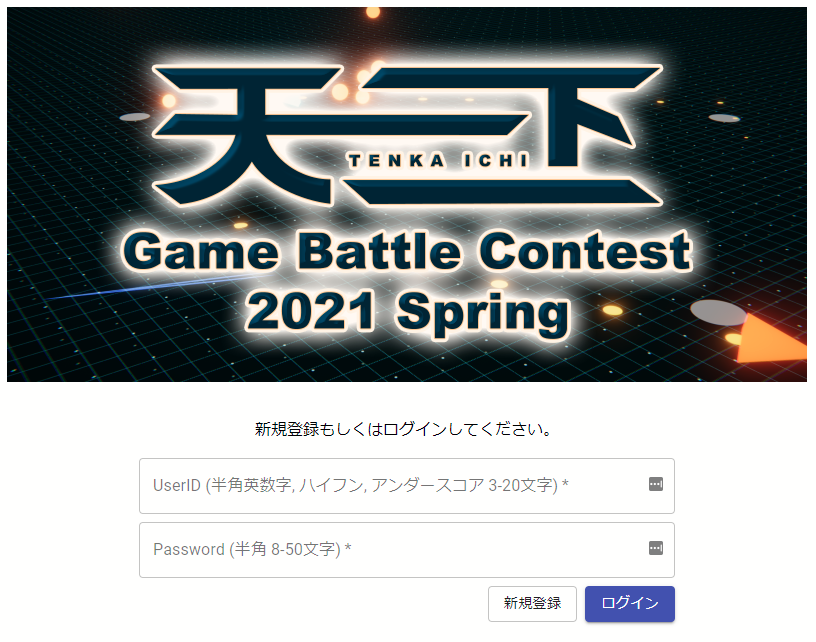 天下一
TENKA ICHI
Game Battle Contest
2021 Spring
新規登録もしくはログインしてください。
UserID (半角英数字, ハイフン, アンダースコア 3-20文字) *
Password (半角 8-50文字) *
新規登録
ログイン